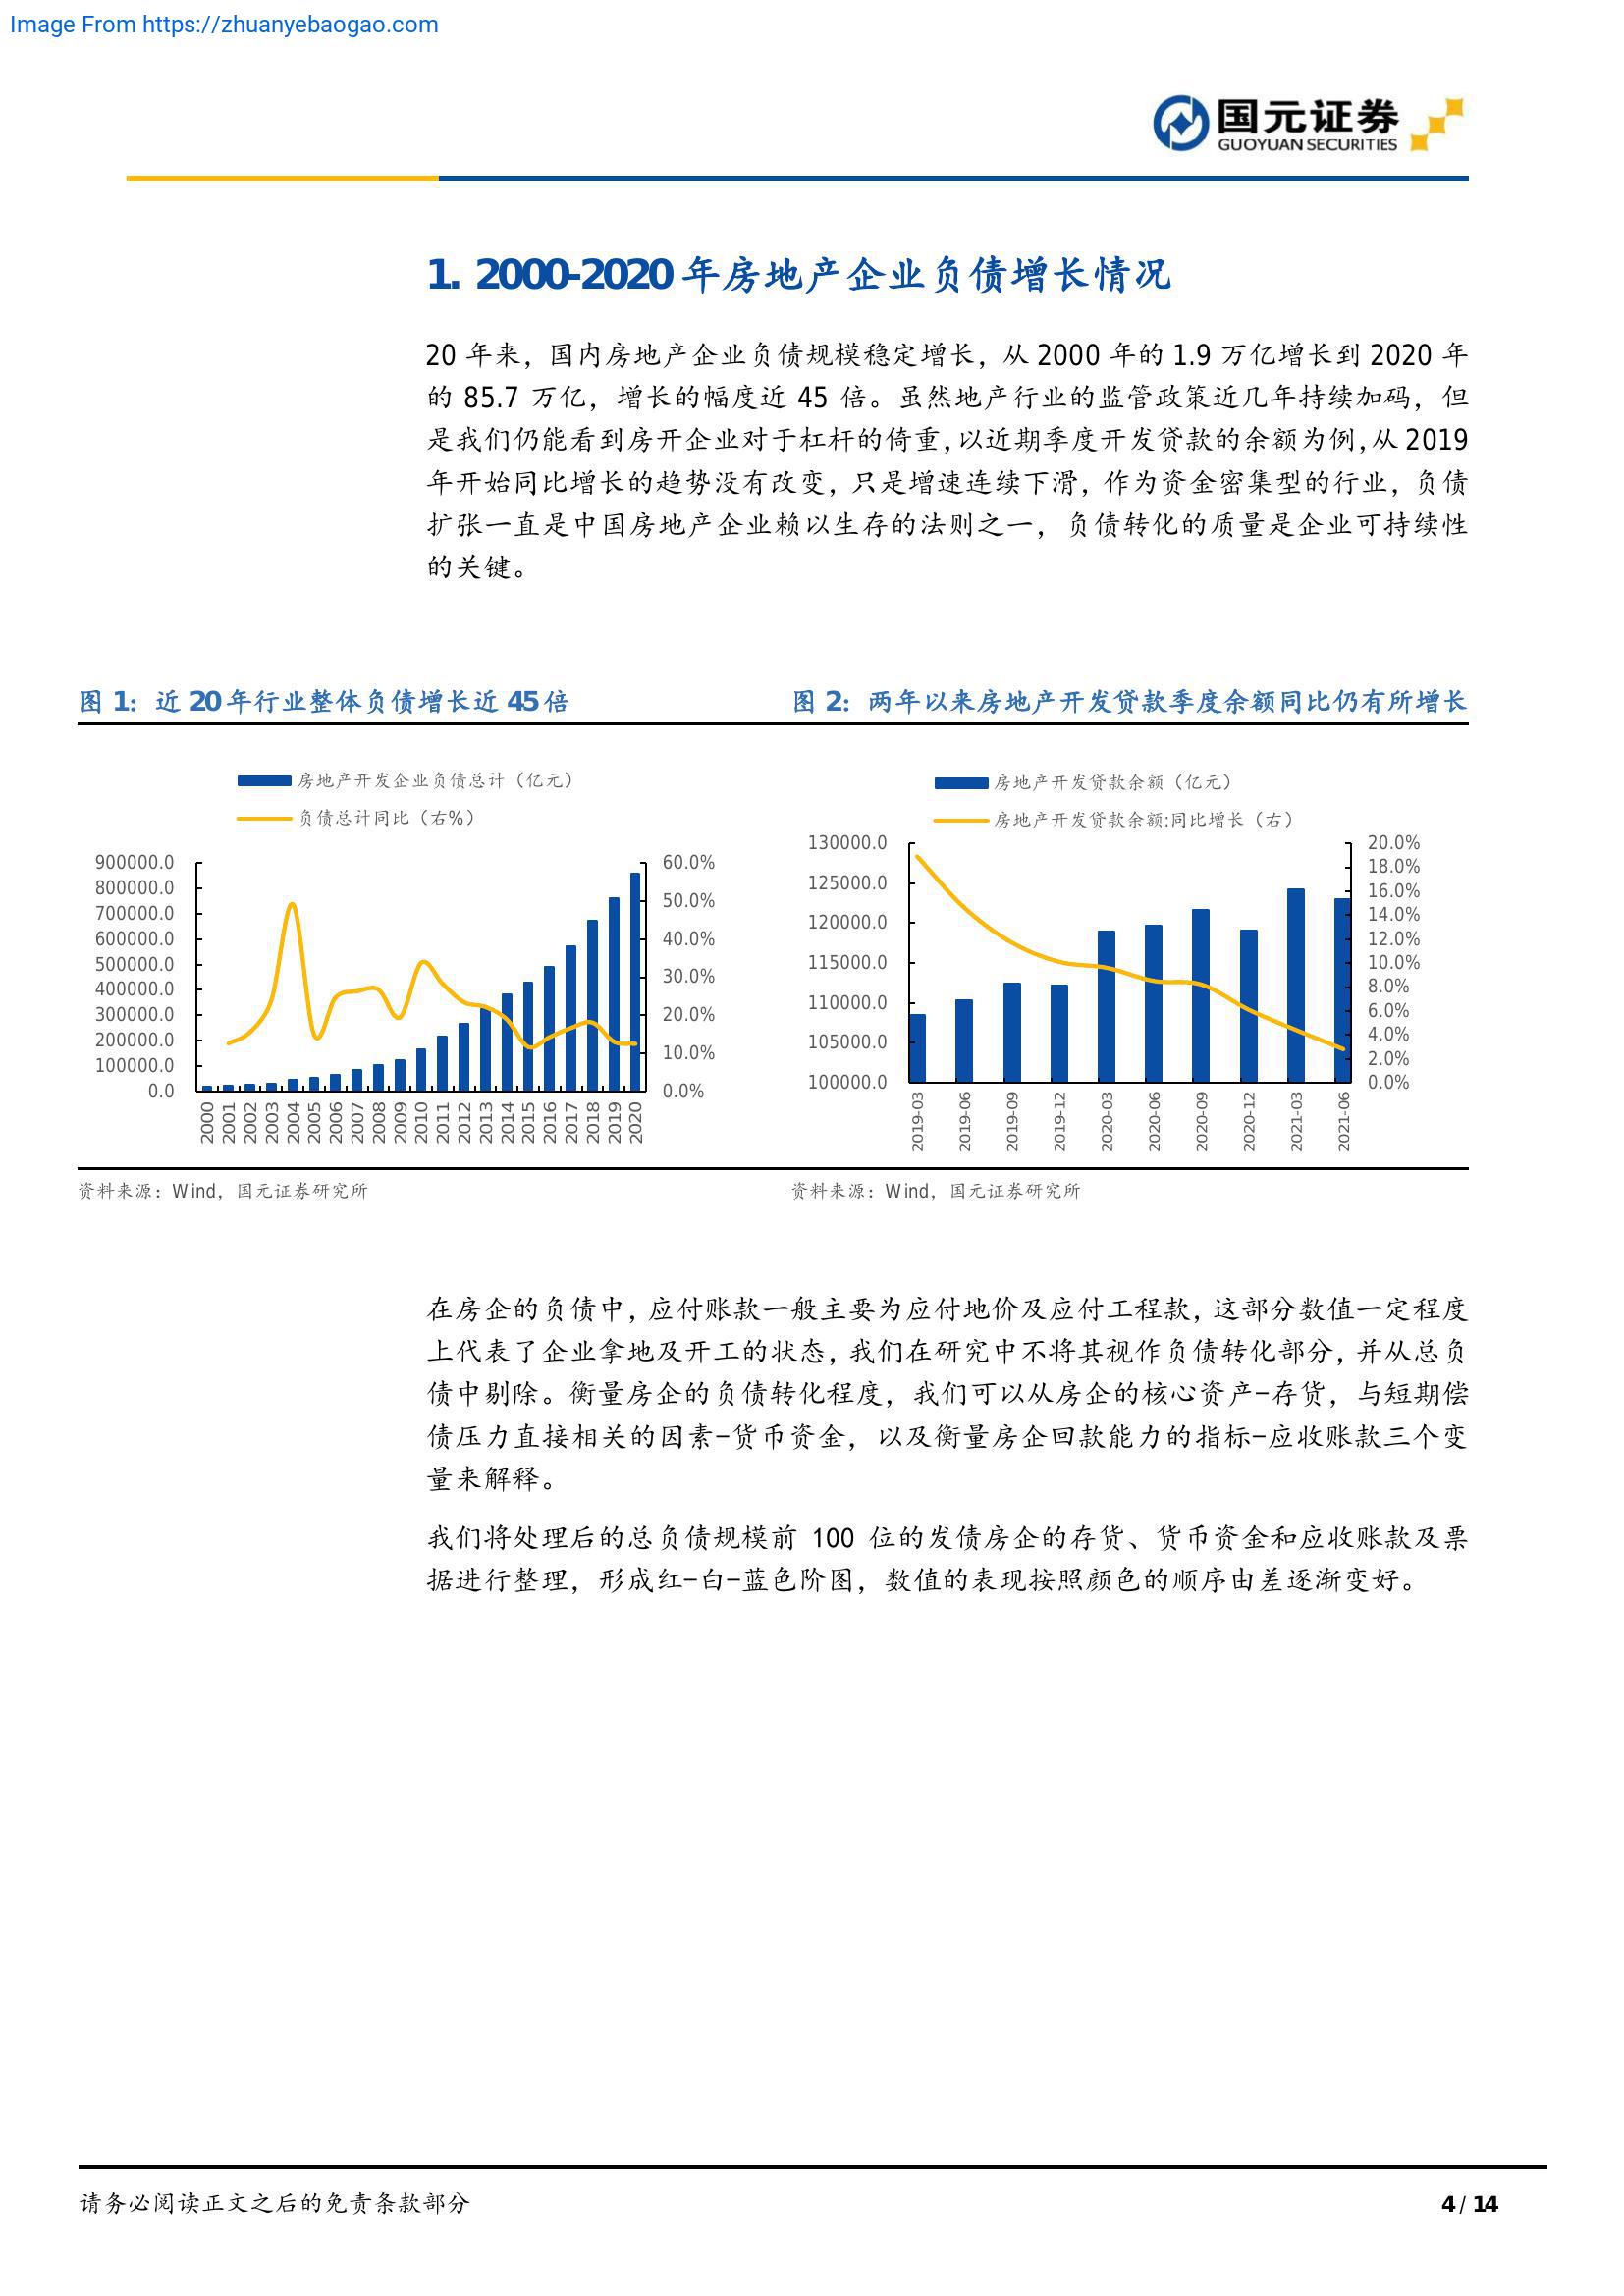 Image From https://zhuanyebaogao.com
国元证券
GUOYUAN SECURITIES
1. 2000-2020 年房地产企业负债增长情况
20 年来，国内房地产企业负债规模稳定增长，从 2000 年的 1.9 万亿增长到 2020 年
的 85.7 万亿，增长的幅度近 45 倍。虽然地产行业的监管政策近几年持续加码，但
是我们仍能看到房开企业对于杠杆的倚重，以近期季度开发贷款的余额为例，从 2019
年开始同比增长的趋势没有改变，只是增速连续下滑，作为资金密集型的行业，负债
扩张一直是中国房地产企业赖以生存的法则之一，负债转化的质量是企业可持续性
的关键。
图 1：近 20 年行业整体负债增长近 45 倍
房地产开发企业负债总计（亿元）
负债总计同比（右%）
900000.0
800000.0
700000.0
600000.0
500000.0
400000.0
300000.0
200000.0
100000.0
0.0
60.0%
50.0%
40.0%
30.0%
20.0%
10.0%
0.0%
2000
2001
2002
2003
2004
2005
2006
2007
2008
2009
2010
2011
2012
2013
2014
2015
2016
2017
2018
2019
2020
资料来源：Wind，国元证券研究所
图 2：两年以来房地产开发贷款季度余额同比仍有所增长
房地产开发贷款余额（亿元）
房地产开发贷款余额:同比增长（右）
130000.0
125000.0
120000.0
115000.0
110000.0
105000.0
100000.0
20.0%
18.0%
16.0%
14.0%
12.0%
10.0%
8.0%
6.0%
4.0%
2.0%
0.0%
2019-03
2019-06
2019-09
2019-12
2020-03
2020-06
2020-09
2020-12
2021-03
2021-06
资料来源：Wind，国元证券研究所
在房企的负债中，应付账款一般主要为应付地价及应付工程款，这部分数值一定程度
上代表了企业拿地及开工的状态，我们在研究中不将其视作负债转化部分，并从总负
债中剔除。衡量房企的负债转化程度，我们可以从房企的核心资产-存货，与短期偿
债压力直接相关的因素-货币资金，以及衡量房企回款能力的指标-应收账款三个变
量来解释。
我们将处理后的总负债规模前 100 位的发债房企的存货、货币资金和应收账款及票
据进行整理，形成红-白-蓝色阶图，数值的表现按照颜色的顺序由差逐渐变好。
请务必阅读正文之后的免责条款部分
4 / 14